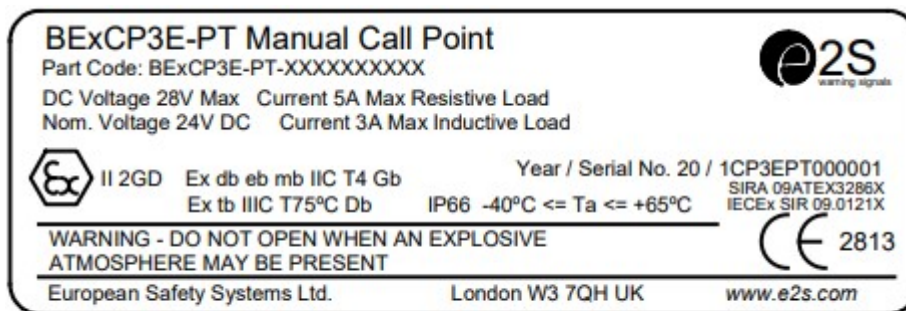 BExCP3E-PT Manual Call Point
Part Code: BExCP3E-PT-XXXXXXXXXX
DC Voltage 28V Max Current 5A Max Resistive Load
Nom. Voltage 24V DC Current 3A Max Inductive Load
e2S
warning signals
Ex II 2GD Ex db eb mb IIC T4 Gb
Ex tb IIIC T75ºC Db IP66 -40ºC <= Ta <= +65ºC
Year / Serial No. 20 / 1CP3EPT000001
SIRA 09ATEX3286X
IECEx SIR 09.0121X
WARNING - DO NOT OPEN WHEN AN EXPLOSIVE
ATMOSPHERE MAY BE PRESENT
CE 2813
European Safety Systems Ltd. London W3 7QH UK www.e2s.com